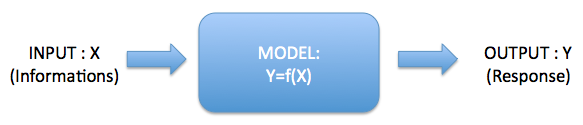 INPUT : X
(Informations)
MODEL:
Y=f(X)
OUTPUT : Y
(Response)